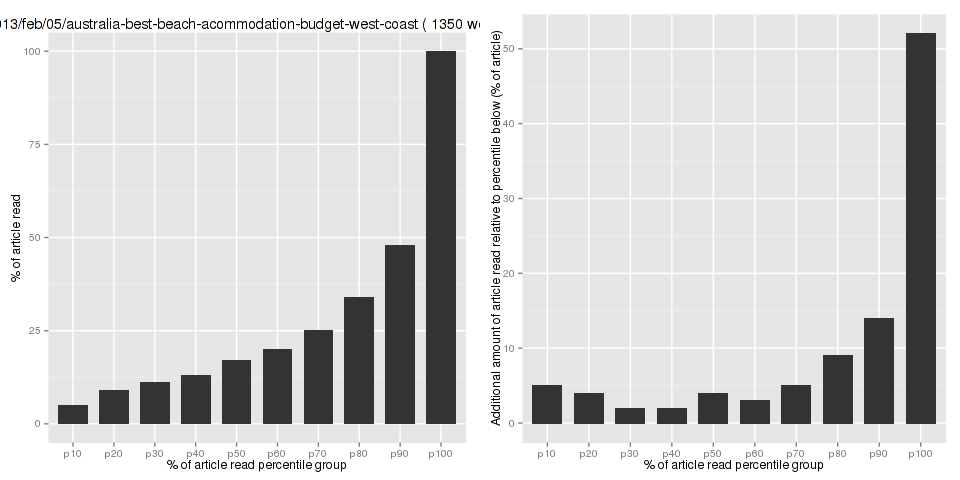 013/feb/05/australia-best-beach-acommodation-budget-west-coast ( 1350 w
% of article read
100
75
50
25
0
p10 p20 p30 p40 p50 p60 p70 p80 p90 p100
% of article read percentile group
Additional amount of article read relative to percentile below (% of article)
50
40
30
20
10
0
p10 p20 p30 p40 p50 p60 p70 p80 p90 p100
% of article read percentile group